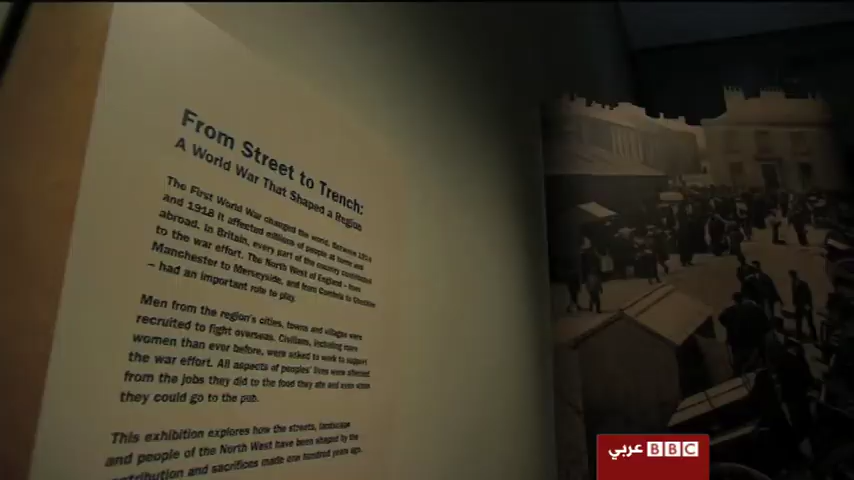 From Street to Trench:
A World War That Shaped a Region
The First World War changed the world. Between 1914
and 1918 it affected millions of people at home and
abroad. In Britain, every part of the country contributed
to the war effort. The North West of England – from
Manchester to Merseyside, and from Cumbria to Cheshire
– had an important role to play.
Men from the region's cities, towns and villages were
recruited to fight overseas. Civilians, including more
women than ever before, were asked to work to support
the war effort. All aspects of peoples' lives were affected
from the jobs they did to the food they ate and even when
they could go to the pub.
This exhibition explores how the streets, landscape
and people of the North West have been shaped by the
contribution and sacrifices made one hundred years ago.
عربي BBC